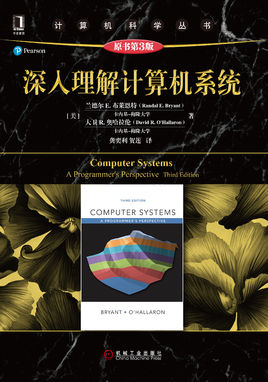 计算机科学丛书
Pearson
原书第3版
深入理解计算机系统
兰德尔 E. 布莱恩特（Randal E. Bryant）
卡内基-梅隆大学
[美]
大卫 R. 奥哈拉伦（David R. O'Hallaron）
著
卡内基-梅隆大学
龚奕利 贺莲 译
Computer Systems
A Programmer's Perspective Third Edition
THIRD EDITION
COMPUTER SYSTEMS
A PROGRAMMER'S PERSPECTIVE
BRYANT • O'HALLARON
机械工业出版社
China Machine Press